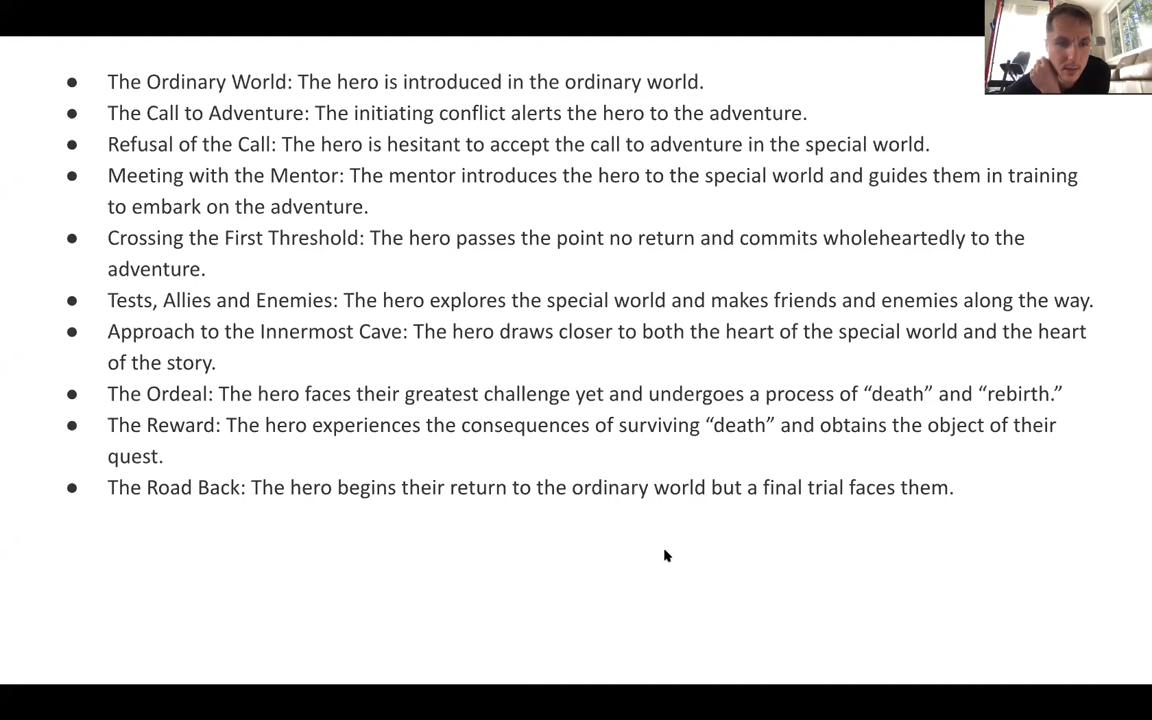 ● The Ordinary World: The hero is introduced in the ordinary world.
● The Call to Adventure: The initiating conflict alerts the hero to the adventure.
● Refusal of the Call: The hero is hesitant to accept the call to adventure in the special world.
● Meeting with the Mentor: The mentor introduces the hero to the special world and guides them in training
to embark on the adventure.
● Crossing the First Threshold: The hero passes the point no return and commits wholeheartedly to the
adventure.
● Tests, Allies and Enemies: The hero explores the special world and makes friends and enemies along the way.
● Approach to the Innermost Cave: The hero draws closer to both the heart of the special world and the heart
of the story.
● The Ordeal: The hero faces their greatest challenge yet and undergoes a process of “death” and “rebirth.”
● The Reward: The hero experiences the consequences of surviving “death” and obtains the object of their
quest.
● The Road Back: The hero begins their return to the ordinary world but a final trial faces them.